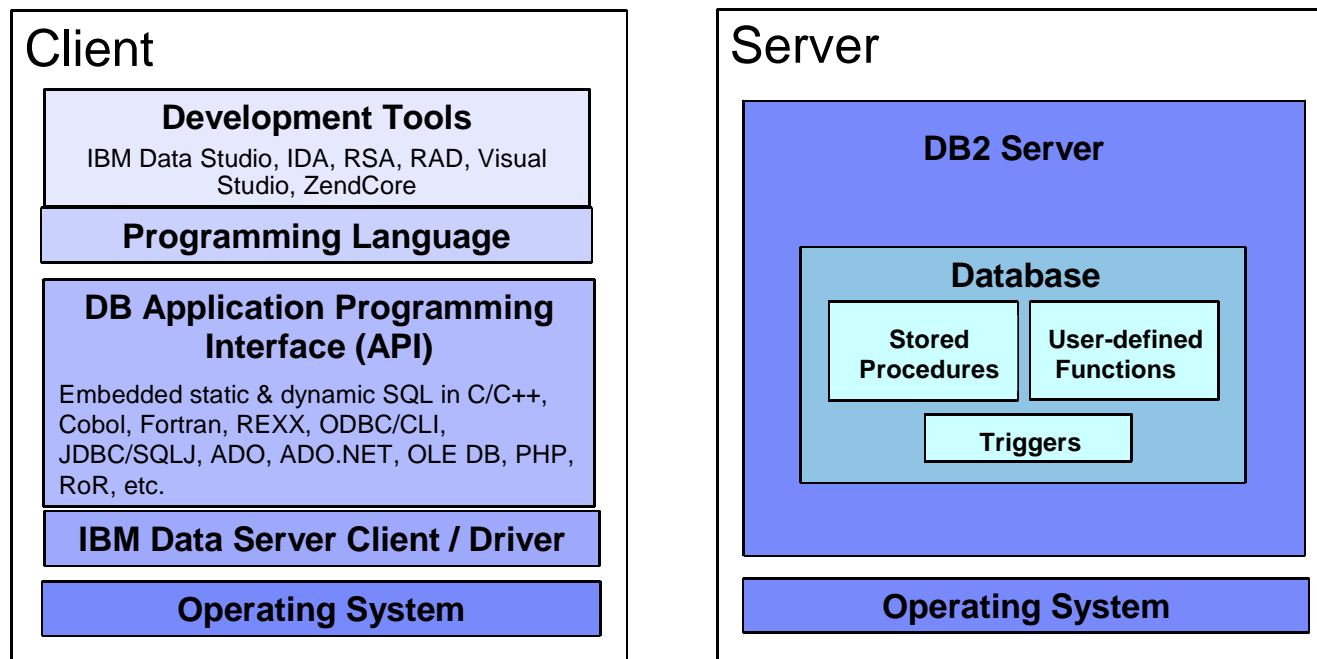 Client
Development Tools
IBM Data Studio, IDA, RSA, RAD, Visual
Studio, ZendCore
Programming Language
DB Application Programming
Interface (API)
Embedded static & dynamic SQL in C/C++,
Cobol, Fortran, REXX, ODBC/CLI,
JDBC/SQLJ, ADO, ADO.NET, OLE DB, PHP,
RoR, etc.
IBM Data Server Client / Driver
Operating System
Server
DB2 Server
Database
Stored
Procedures
User-defined
Functions
Triggers
Operating System